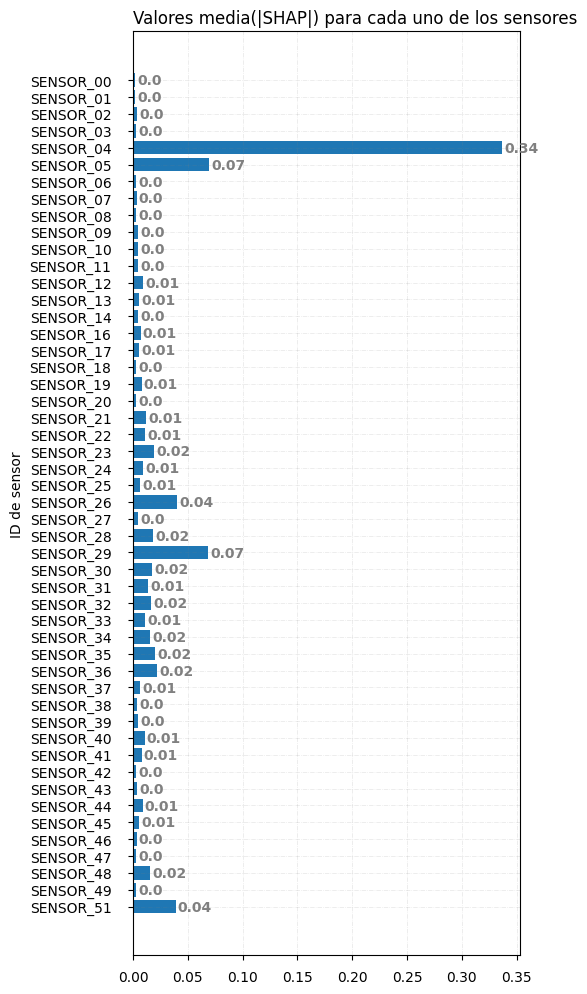 Valores media(|SHAP|) para cada uno de los sensores
ID de sensor
SENSOR_00 0.0
SENSOR_01 0.0
SENSOR_02 0.0
SENSOR_03 0.0
SENSOR_04 0.34
SENSOR_05 0.07
SENSOR_06 0.0
SENSOR_07 0.0
SENSOR_08 0.0
SENSOR_09 0.0
SENSOR_10 0.0
SENSOR_11 0.0
SENSOR_12 0.01
SENSOR_13 0.01
SENSOR_14 0.0
SENSOR_16 0.01
SENSOR_17 0.01
SENSOR_18 0.0
SENSOR_19 0.01
SENSOR_20 0.0
SENSOR_21 0.01
SENSOR_22 0.01
SENSOR_23 0.02
SENSOR_24 0.01
SENSOR_25 0.01
SENSOR_26 0.04
SENSOR_27 0.0
SENSOR_28 0.02
SENSOR_29 0.07
SENSOR_30 0.02
SENSOR_31 0.01
SENSOR_32 0.02
SENSOR_33 0.01
SENSOR_34 0.02
SENSOR_35 0.02
SENSOR_36 0.02
SENSOR_37 0.01
SENSOR_38 0.0
SENSOR_39 0.0
SENSOR_40 0.01
SENSOR_41 0.01
SENSOR_42 0.0
SENSOR_43 0.0
SENSOR_44 0.01
SENSOR_45 0.01
SENSOR_46 0.0
SENSOR_47 0.0
SENSOR_48 0.02
SENSOR_49 0.0
SENSOR_51 0.04
0.00 0.05 0.10 0.15 0.20 0.25 0.30 0.35